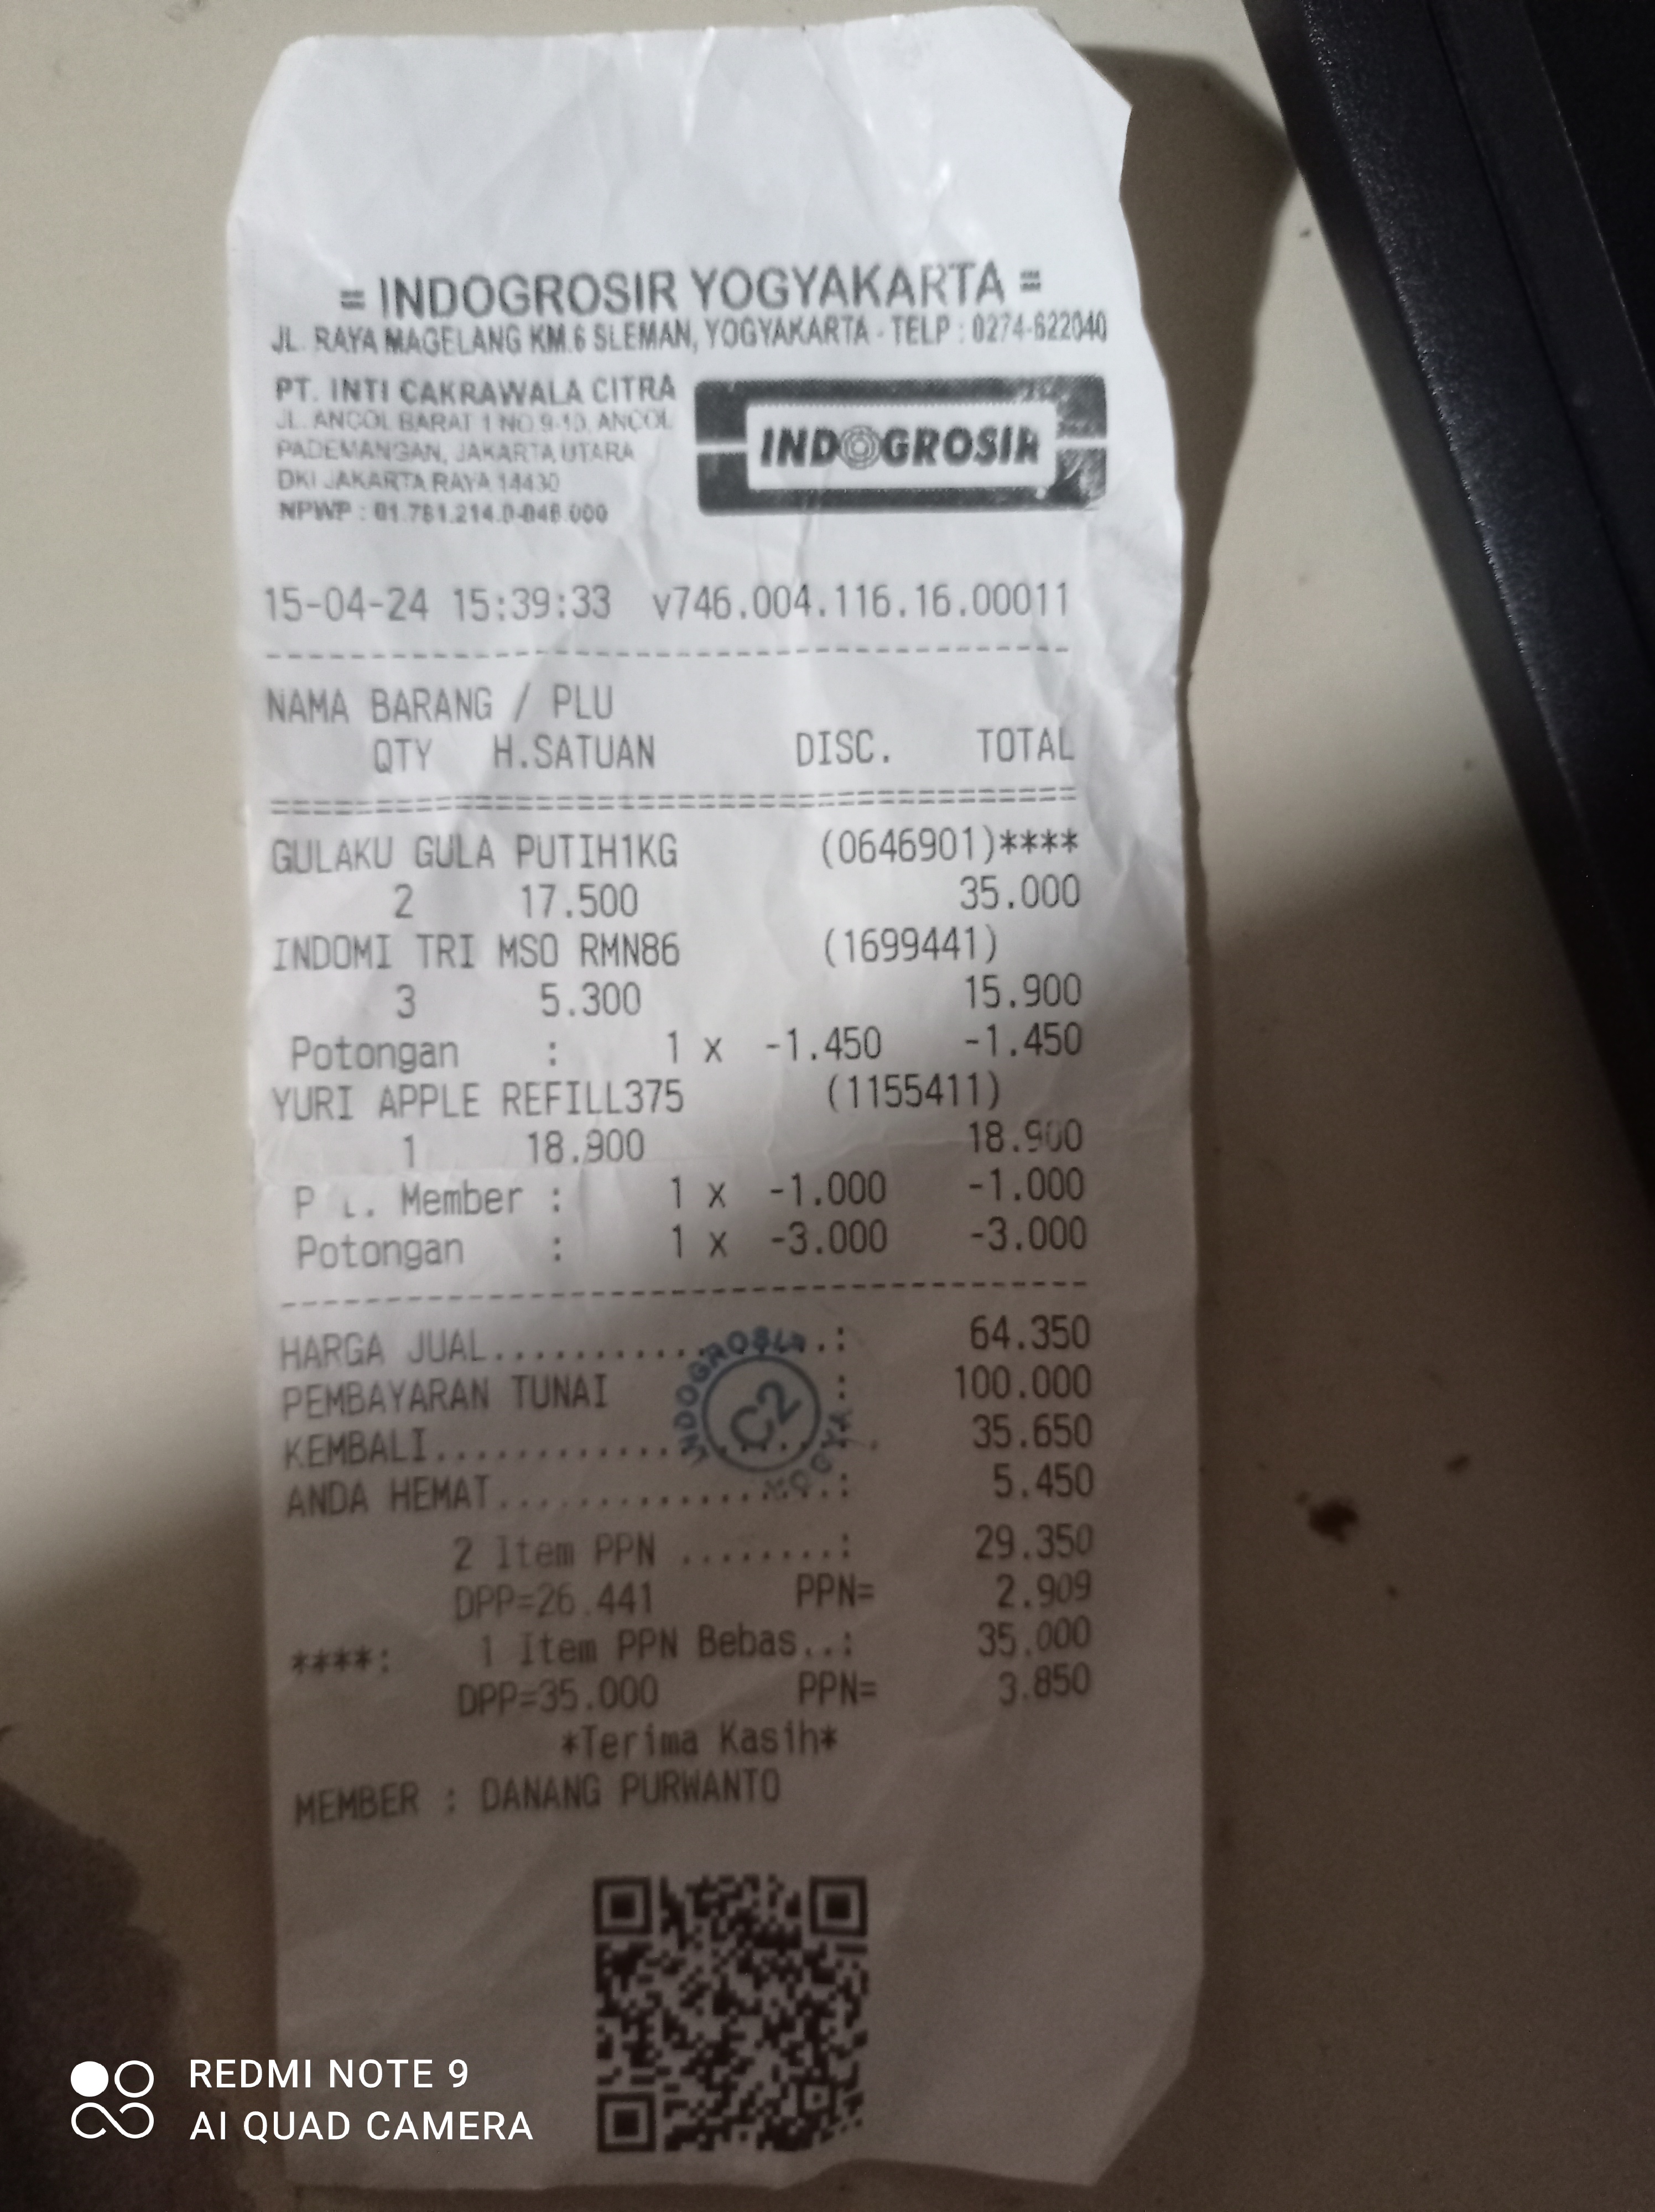 = INDOGROSIR YOGYAKARTA =
JL. RAYA MAGELANG KM.6 SLEMAN, YOGYAKARTA - TELP : 0274-622040
PT. INTI CAKRAWALA CITRA
JL. ANCOL BARAT 1 NO 9-10, ANCOL
PADEMANGAN, JAKARTA UTARA
DKI JAKARTA RAYA 14430
NPWP : 01.781.214.0-046.000
INDOGROSIR
15-04-24 15:39:33 v746.004.116.16.00011
NAMA BARANG / PLU
QTY H.SATUAN DISC. TOTAL
GULAKU GULA PUTIH1KG (0646901)****
2 17.500 35.000
INDOMI TRI MSO RMN86 (1699441)
3 5.300 15.900
Potongan : 1 x -1.450 -1.450
YURI APPLE REFILL375 (1155411)
1 18.900 18.900
Member : 1 x -1.000 -1.000
Potongan : 1 x -3.000 -3.000
HARGA JUAL..................: 64.350
PEMBAYARAN TUNAI : 100.000
KEMBALI..................... 35.650
ANDA HEMAT.................: 5.450
INDOGROSIR
C2
YOGYA
2 Item PPN ........: 29.350
DPP=26.441 PPN= 2.909
****: 1 Item PPN Bebas..: 35.000
DPP=35.000 PPN= 3.850
*Terima Kasih*
MEMBER : DANANG PURWANTO
REDMI NOTE 9
AI QUAD CAMERA